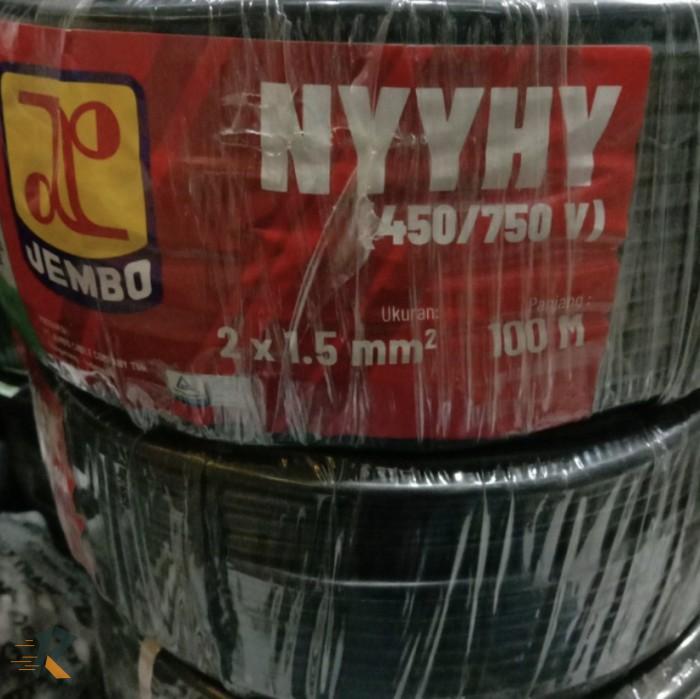 NYYHY
(450/750 V)
JEMBO
Ukuran:
2 x 1.5 mm²
Panjang :
100 M